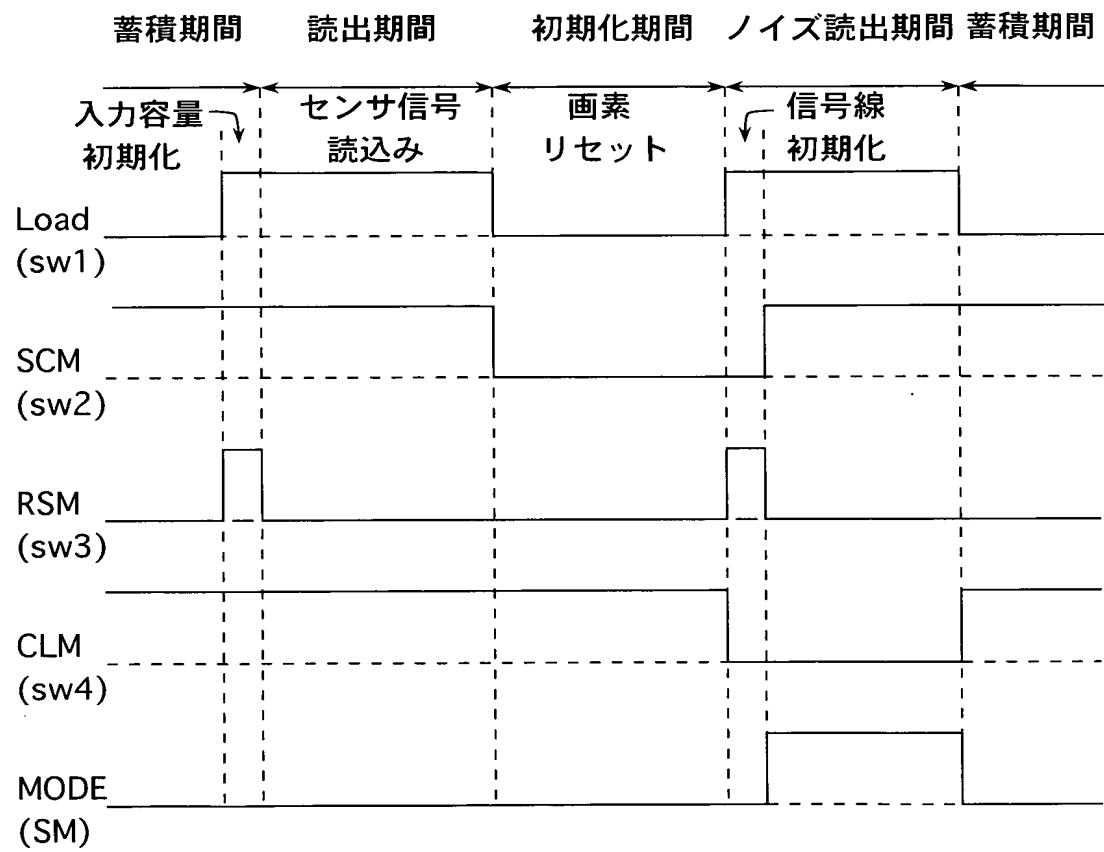 蓄積期間 読出期間 初期化期間 ノイズ読出期間 蓄積期間
入力容量 センサ信号 画素 信号線
初期化 読込み リセット 初期化
Load
(sw1)
SCM
(sw2)
RSM
(sw3)
CLM
(sw4)
MODE
(SM)